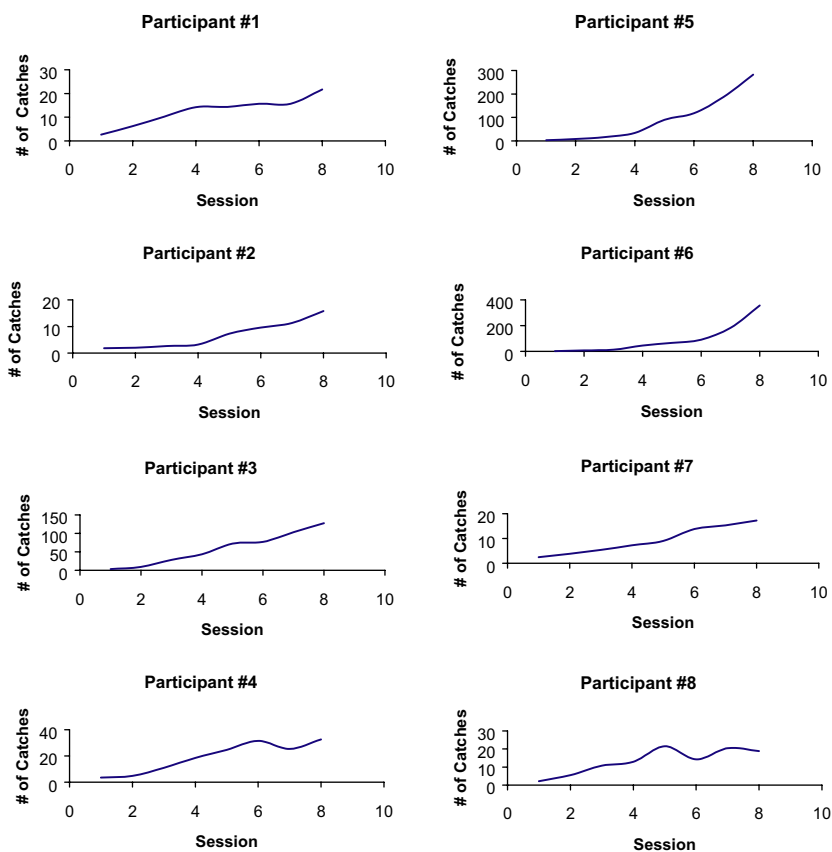 Participant #1
# of Catches
30
20
10
0
0 2 4 6 8 10
Session
Participant #2
# of Catches
20
10
0
0 2 4 6 8 10
Session
Participant #3
# of Catches
150
100
50
0
0 2 4 6 8 10
Session
Participant #4
# of Catches
40
20
0
0 2 4 6 8 10
Session
Participant #5
# of Catches
300
200
100
0
0 2 4 6 8 10
Session
Participant #6
# of Catches
400
200
0
0 2 4 6 8 10
Session
Participant #7
# of Catches
20
10
0
0 2 4 6 8 10
Session
Participant #8
# of Catches
30
20
10
0
0 2 4 6 8 10
Session